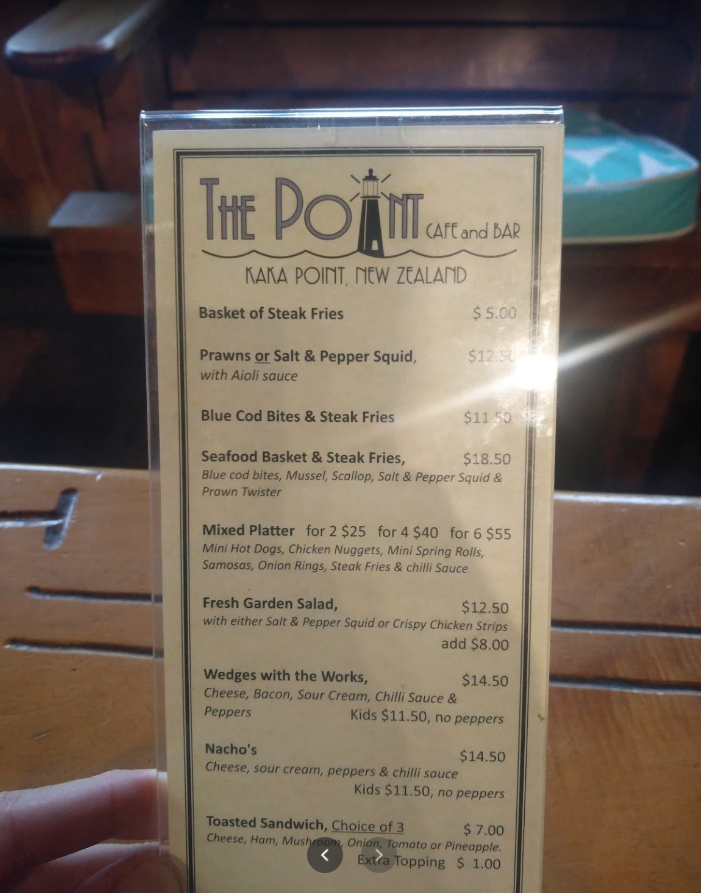 THE POINT CAFE and BAR
KAKA POINT, NEW ZEALAND
Basket of Steak Fries $ 5.00
Prawns or Salt & Pepper Squid, $12.50
with Aioli sauce
Blue Cod Bites & Steak Fries $11.50
Seafood Basket & Steak Fries, $18.50
Blue cod bites, Mussel, Scallop, Salt & Pepper Squid &
Prawn Twister
Mixed Platter for 2 $25 for 4 $40 for 6 $55
Mini Hot Dogs, Chicken Nuggets, Mini Spring Rolls,
Samosas, Onion Rings, Steak Fries & chilli Sauce
Fresh Garden Salad, $12.50
with either Salt & Pepper Squid or Crispy Chicken Strips
add $8.00
Wedges with the Works, $14.50
Cheese, Bacon, Sour Cream, Chilli Sauce &
Peppers Kids $11.50, no peppers
Nacho's $14.50
Cheese, sour cream, peppers & chilli sauce
Kids $11.50, no peppers
Toasted Sandwich, Choice of 3 $ 7.00
Cheese, Ham, Mushroom, Onion, Tomato or Pineapple.
Extra Topping $ 1.00